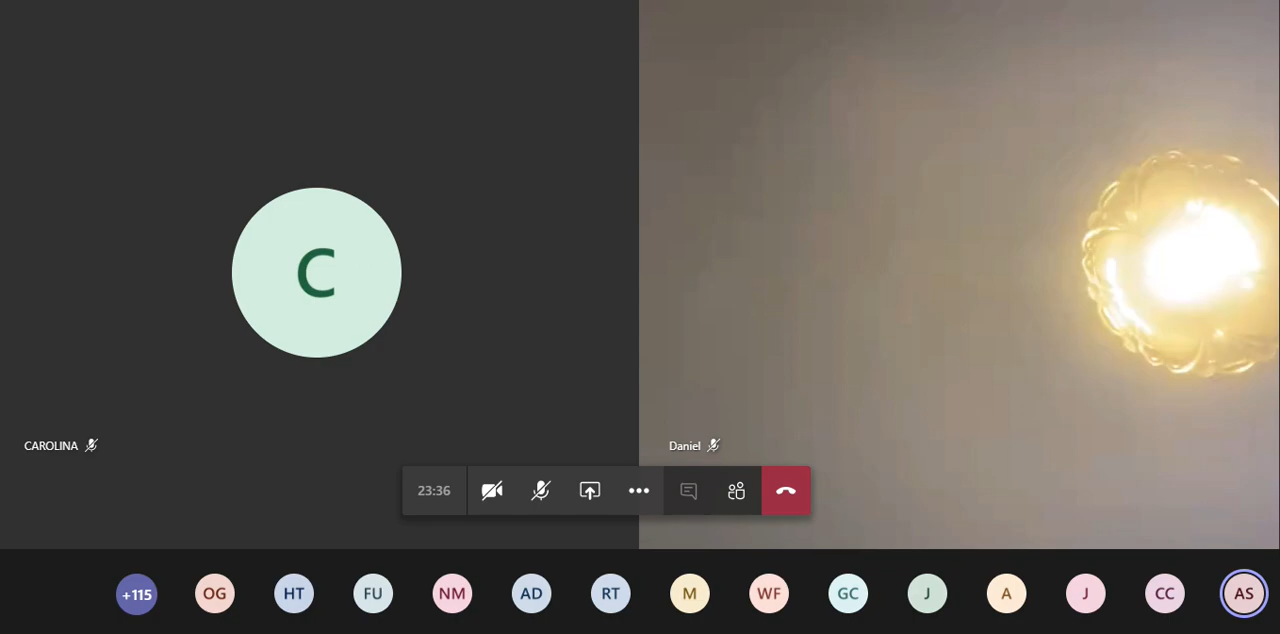 C
CAROLINA
Daniel
23:36
+115 OG HT FU NM AD RT M WF GC J A J CC AS